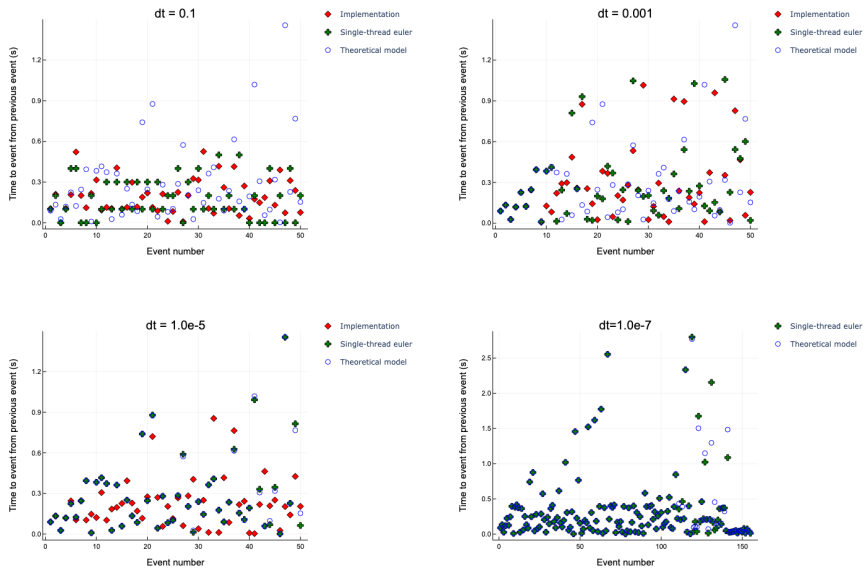 dt = 0.1
Implementation
Single-thread euler
Theoretical model
1.2
0.9
0.6
0.3
0.0
Time to event from previous event (s)
0 10 20 30 40 50
Event number
dt = 0.001
Implementation
Single-thread euler
Theoretical model
1.2
0.9
0.6
0.3
0.0
Time to event from previous event (s)
0 10 20 30 40 50
Event number
dt = 1.0e-5
Implementation
Single-thread euler
Theoretical model
1.2
0.9
0.6
0.3
0.0
Time to event from previous event (s)
0 10 20 30 40 50
Event number
dt=1.0e-7
Single-thread euler
Theoretical model
2.5
2.0
1.5
1.0
0.5
0.0
Time to event from previous event (s)
0 50 100 150
Event number